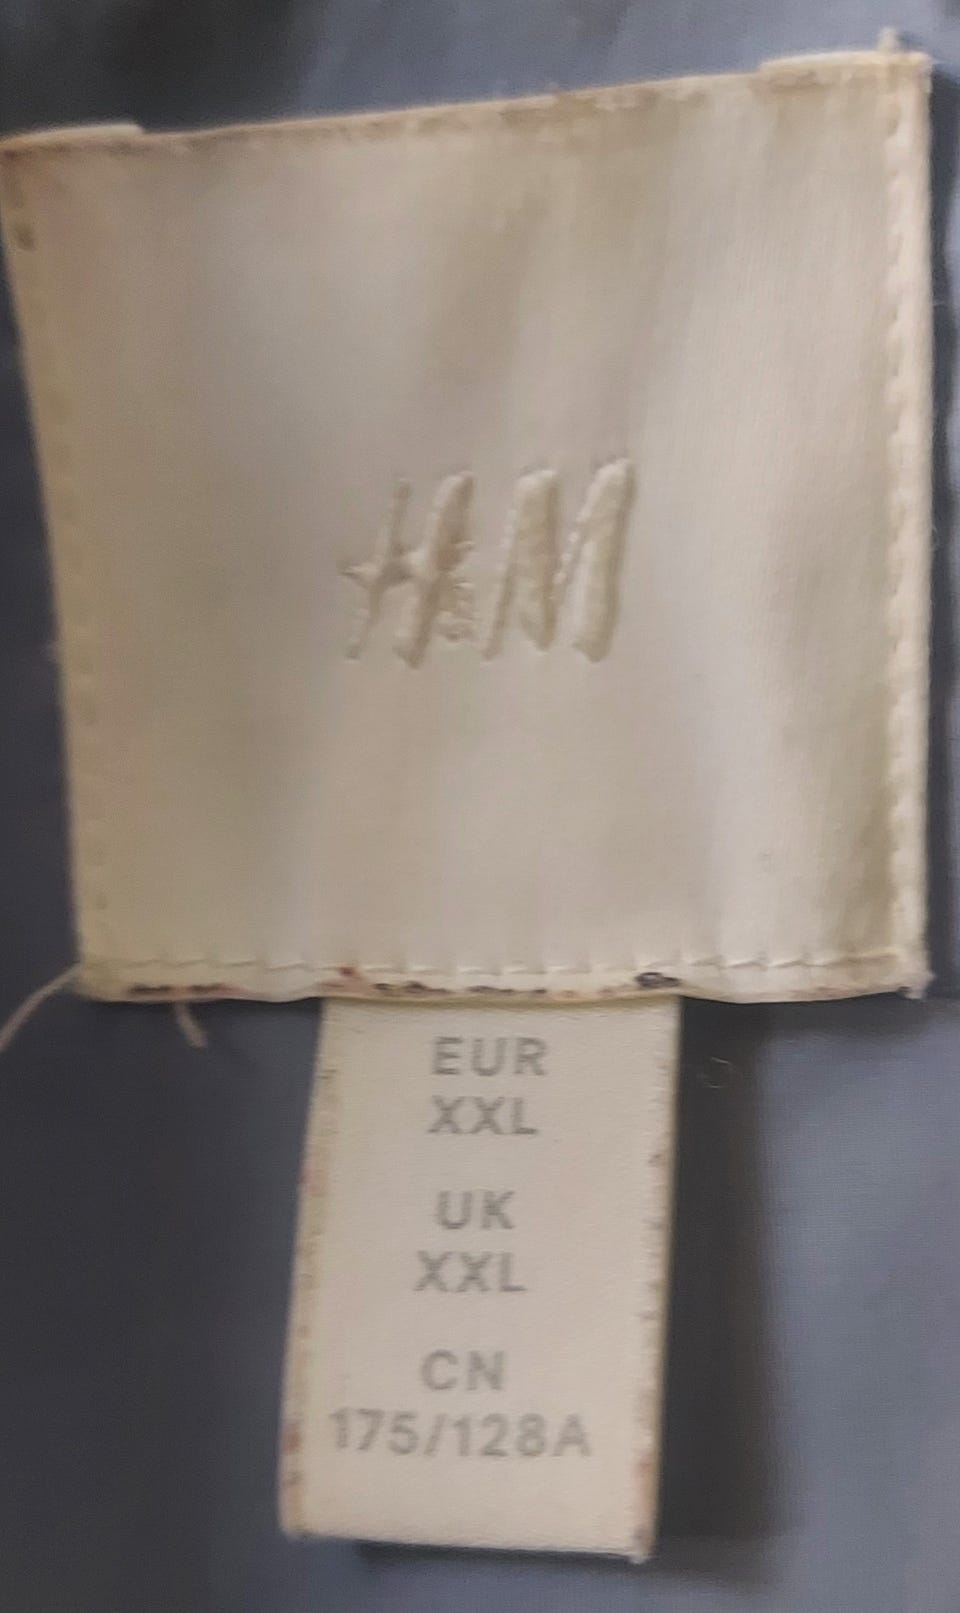 H&M
EUR
XXL
UK
XXL
CN
175/128A